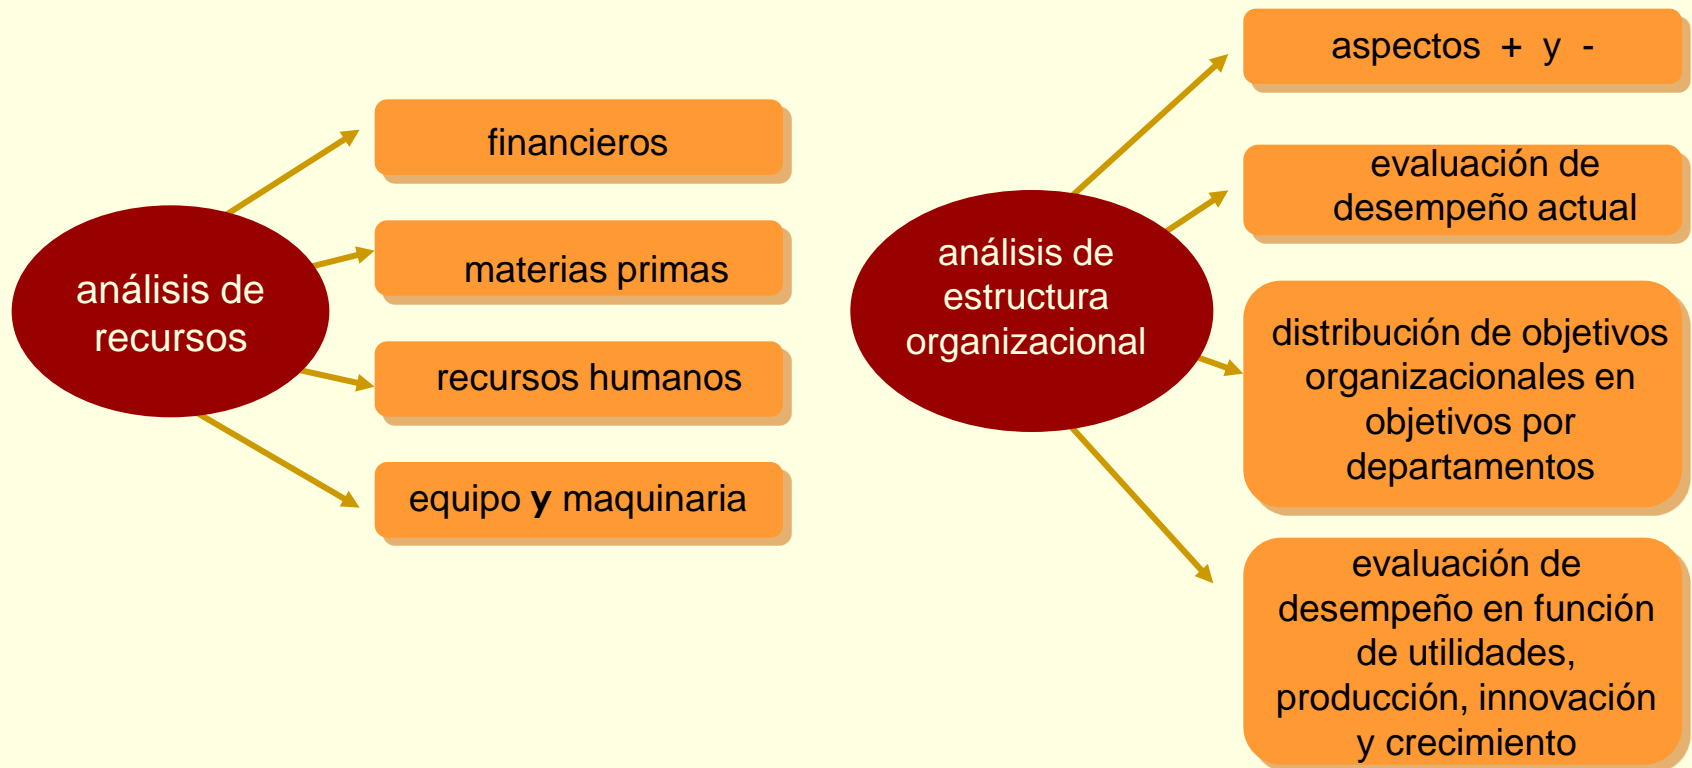 análisis de
recursos
financieros
materias primas
recursos humanos
equipo y maquinaria
análisis de
estructura
organizacional
aspectos + y -
evaluación de
desempeño actual
distribución de objetivos
organizacionales en
objetivos por
departamentos
evaluación de
desempeño en función
de utilidades,
producción, innovación
y crecimiento